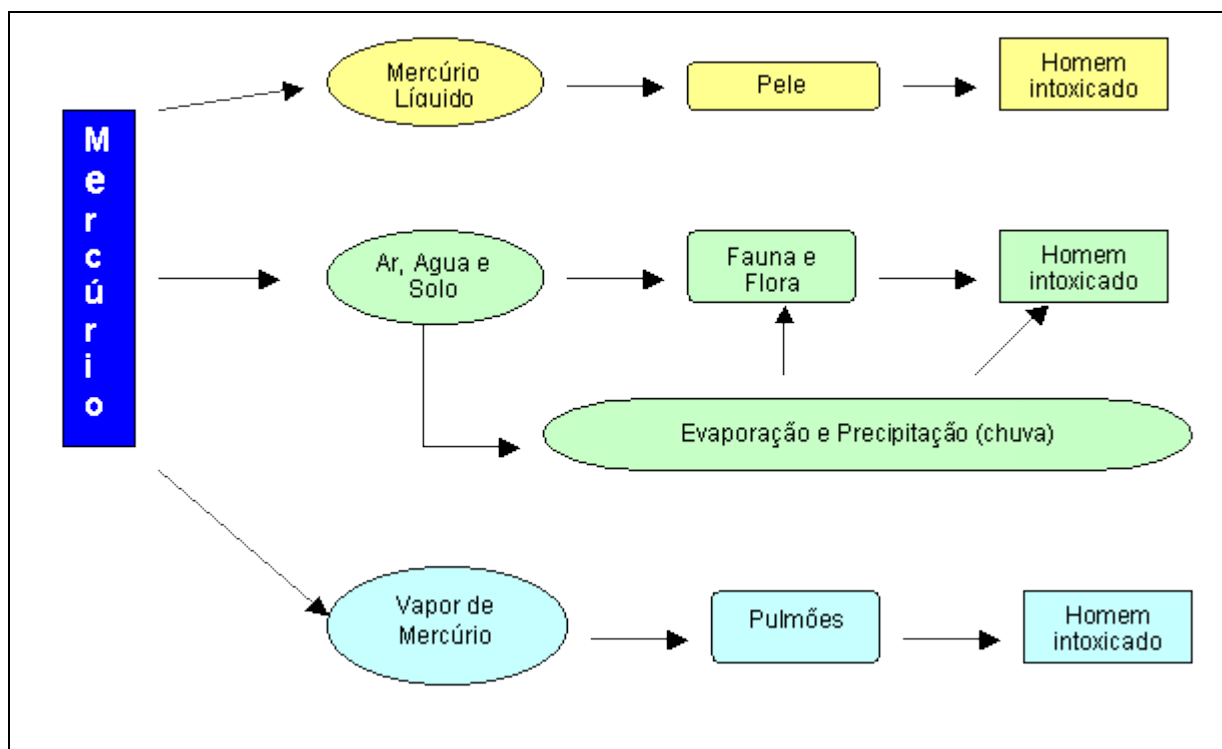 Mercúrio
Mercúrio
Líquido
Pele
Homem
intoxicado
Ar, Agua e
Solo
Fauna e
Flora
Homem
intoxicado
Evaporação e Precipitação (chuva)
Vapor de
Mercúrio
Pulmões
Homem
intoxicado